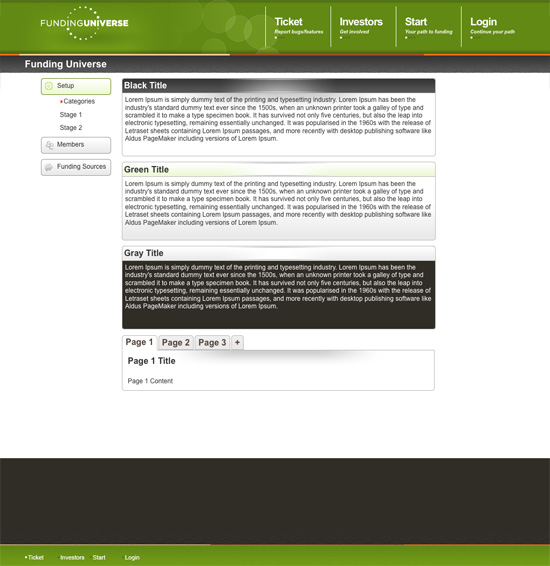 FUNDINGUNIVERSE
Ticket
Report bugs/features
Investors
Get involved
Start
Your path to funding
Login
Continue your path
Funding Universe
Setup
Categories
Stage 1
Stage 2
Members
Funding Sources
Black Title
Lorem Ipsum is simply dummy text of the printing and typesetting industry. Lorem Ipsum has been the
industry's standard dummy text ever since the 1500s, when an unknown printer took a galley of type and
scrambled it to make a type specimen book. It has survived not only five centuries, but also the leap into
electronic typesetting, remaining essentially unchanged. It was popularised in the 1960s with the release of
Letraset sheets containing Lorem Ipsum passages, and more recently with desktop publishing software like
Aldus PageMaker including versions of Lorem Ipsum.
Green Title
Lorem Ipsum is simply dummy text of the printing and typesetting industry. Lorem Ipsum has been the
industry's standard dummy text ever since the 1500s, when an unknown printer took a galley of type and
scrambled it to make a type specimen book. It has survived not only five centuries, but also the leap into
electronic typesetting, remaining essentially unchanged. It was popularised in the 1960s with the release of
Letraset sheets containing Lorem Ipsum passages, and more recently with desktop publishing software like
Aldus PageMaker including versions of Lorem Ipsum.
Gray Title
Lorem Ipsum is simply dummy text of the printing and typesetting industry. Lorem Ipsum has been the
industry's standard dummy text ever since the 1500s, when an unknown printer took a galley of type and
scrambled it to make a type specimen book. It has survived not only five centuries, but also the leap into
electronic typesetting, remaining essentially unchanged. It was popularised in the 1960s with the release of
Letraset sheets containing Lorem Ipsum passages, and more recently with desktop publishing software like
Aldus PageMaker including versions of Lorem Ipsum.
Page 1 Page 2 Page 3 +
Page 1 Title
Page 1 Content
Ticket Investors Start Login